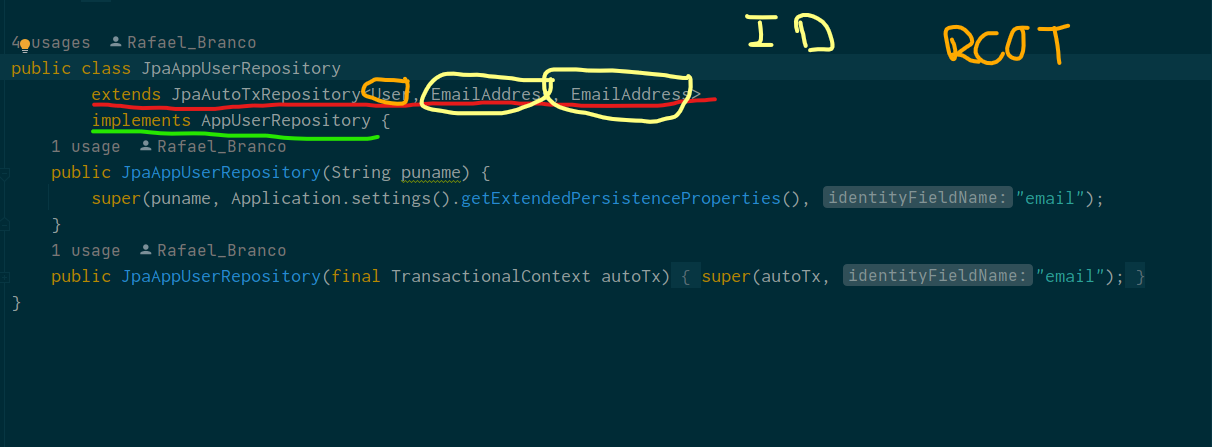 ID
ROOT
4 usages Rafael_Branco
public class JpaAppUserRepository
extends JpaAutoTxRepository<User, EmailAddress, EmailAddress>
implements AppUserRepository {
1 usage Rafael_Branco
public JpaAppUserRepository(String puname) {
super(puname, Application.settings().getExtendedPersistenceProperties(), identityFieldName: "email");
}
1 usage Rafael_Branco
public JpaAppUserRepository(final TransactionalContext autoTx) { super(autoTx, identityFieldName: "email"); }
}